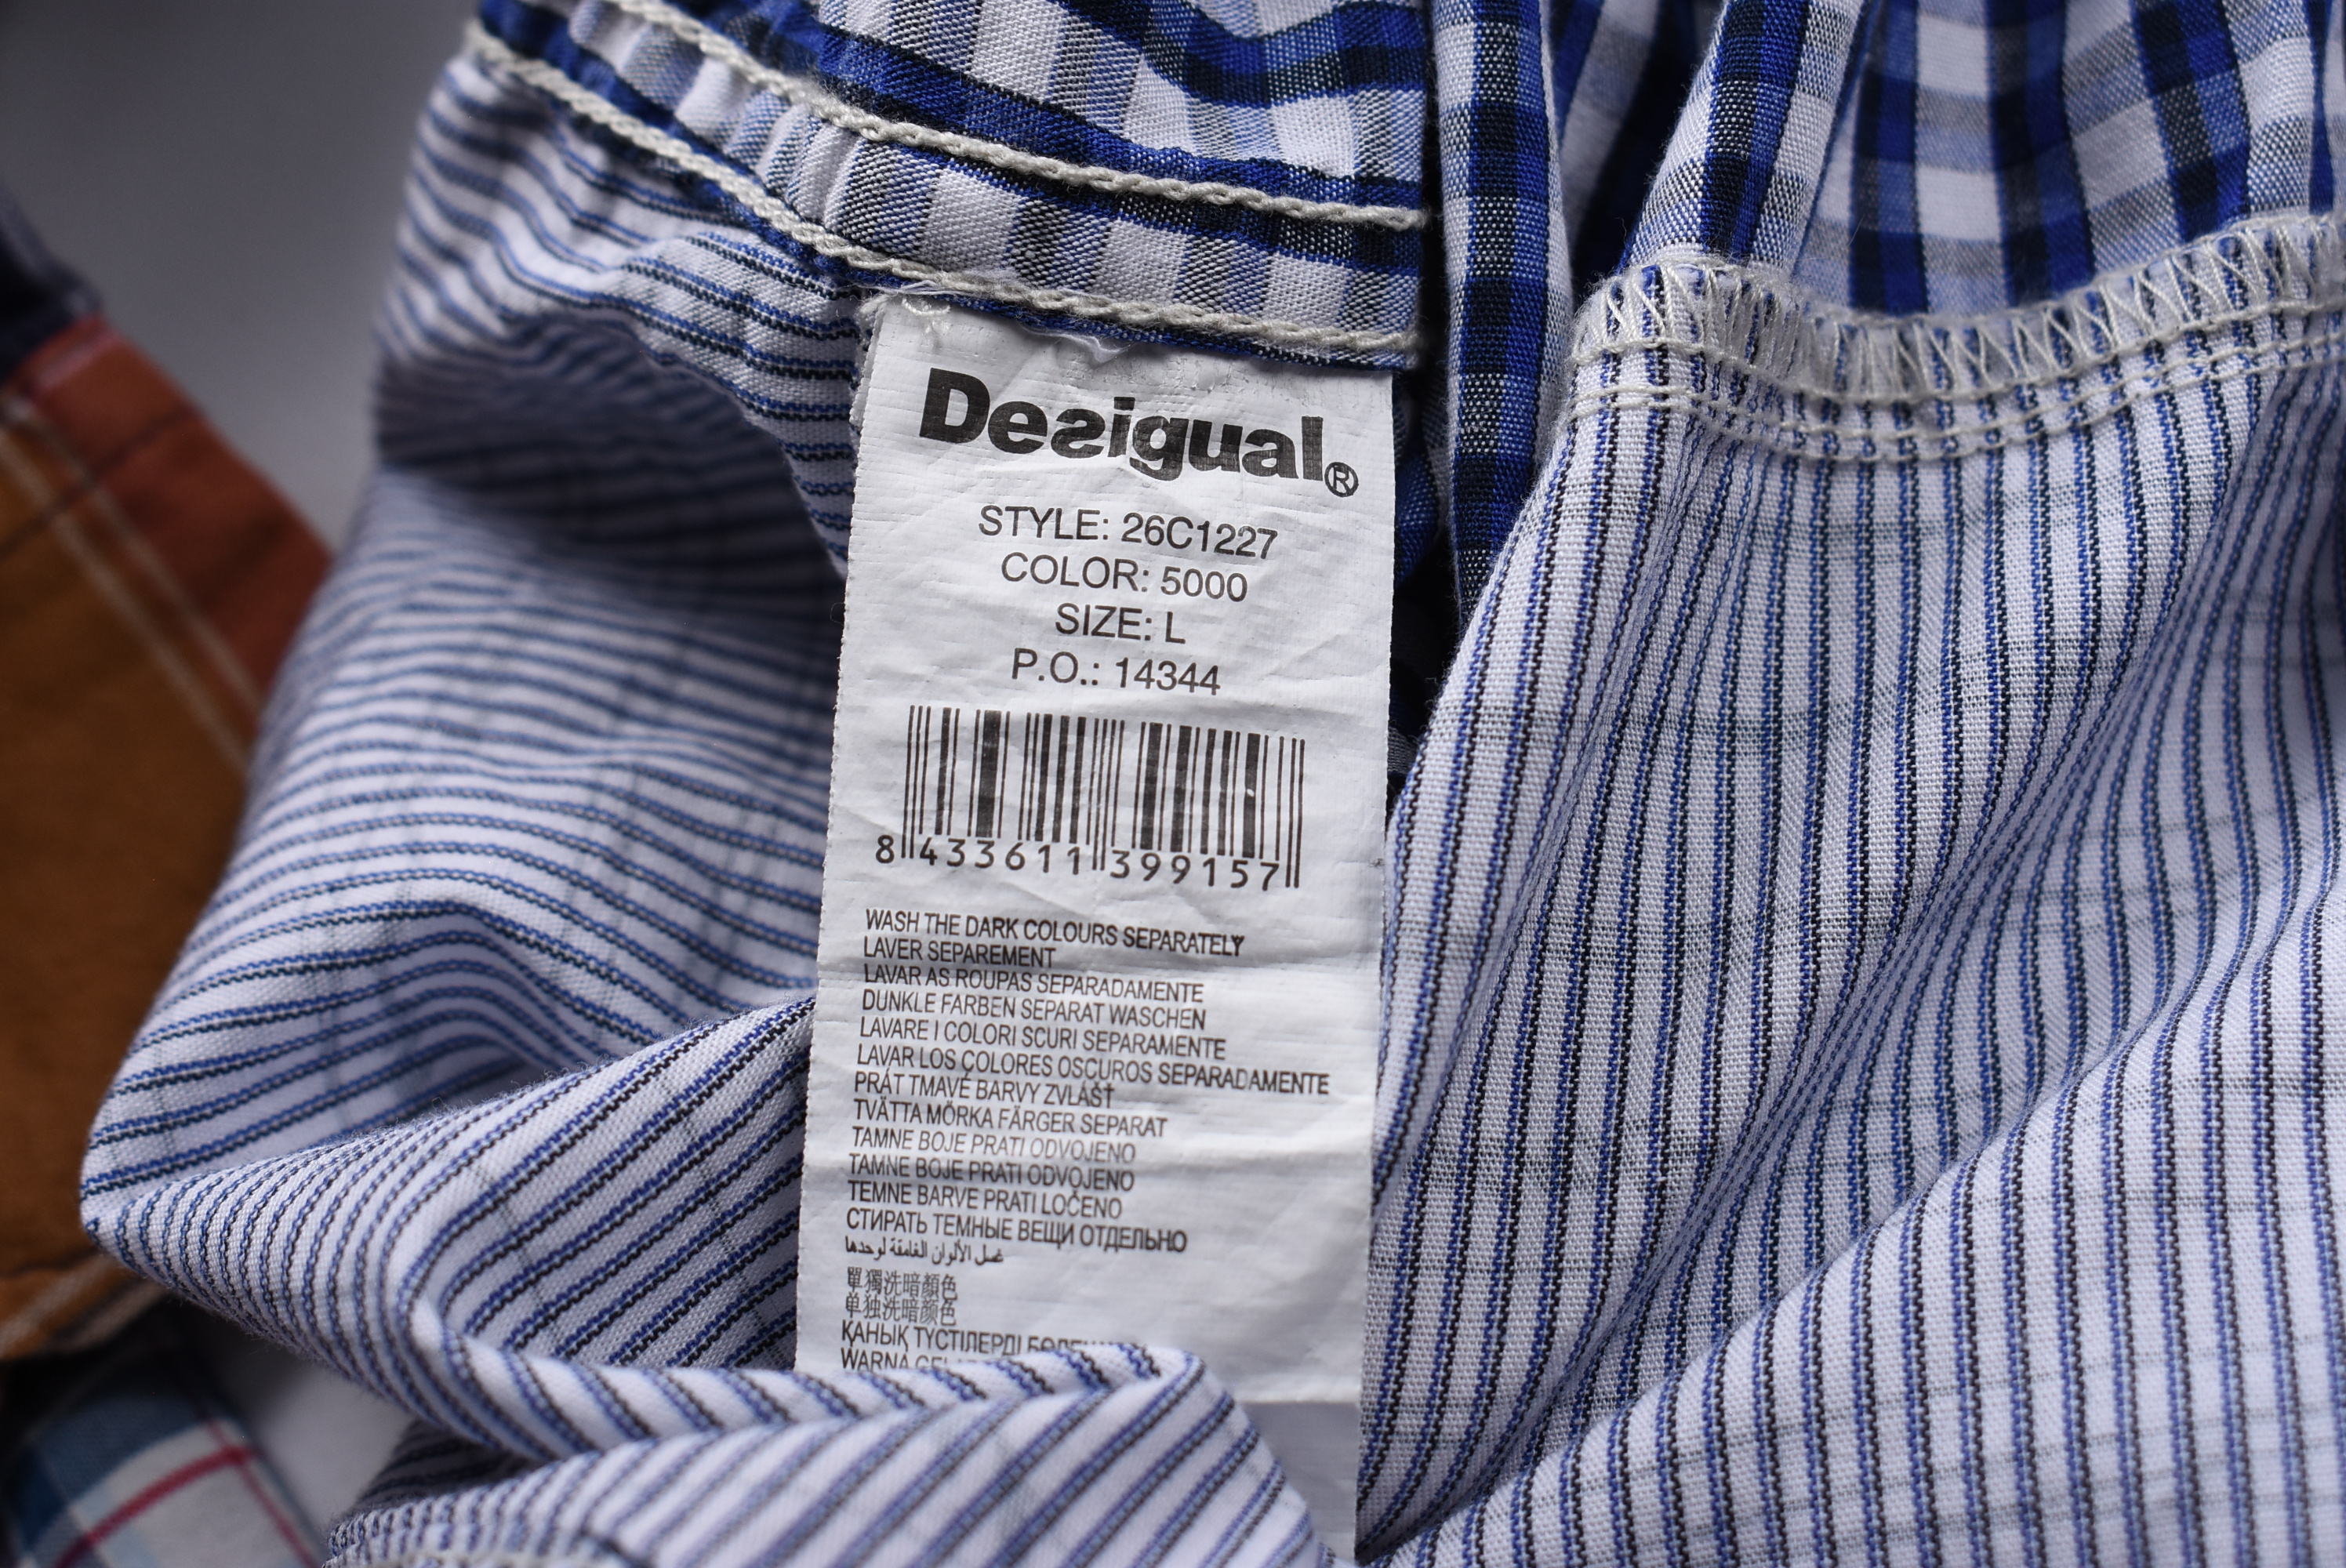 Desigual®
STYLE: 26C1227
COLOR: 5000
SIZE: L
P.O.: 14344
8 433611 399157
WASH THE DARK COLOURS SEPARATELY
LAVER SEPAREMENT
LAVAR AS ROUPAS SEPARADAMENTE
DUNKLE FARBEN SEPARAT WASCHEN
LAVARE I COLORI SCURI SEPARAMENTE
LAVAR LOS COLORES OSCUROS SEPARADAMENTE
PRÁT TMAVÉ BARVY ZVLÁŠŤ
TVÄTTA MÖRKA FÄRGER SEPARAT
TAMNE BOJE PRATI ODVOJENO
TAMNE BOJE PRATI ODVOJENO
TEMNE BARVE PRATI LOČENO
СТИРАТЬ ТЕМНЫЕ ВЕЩИ ОТДЕЛЬНО
غسل الألوان الغامقة لوحدها
單獨洗暗顏色
单独洗暗颜色
ҚАНЫҚ ТҮСТІЛЕРДІ
WARNA